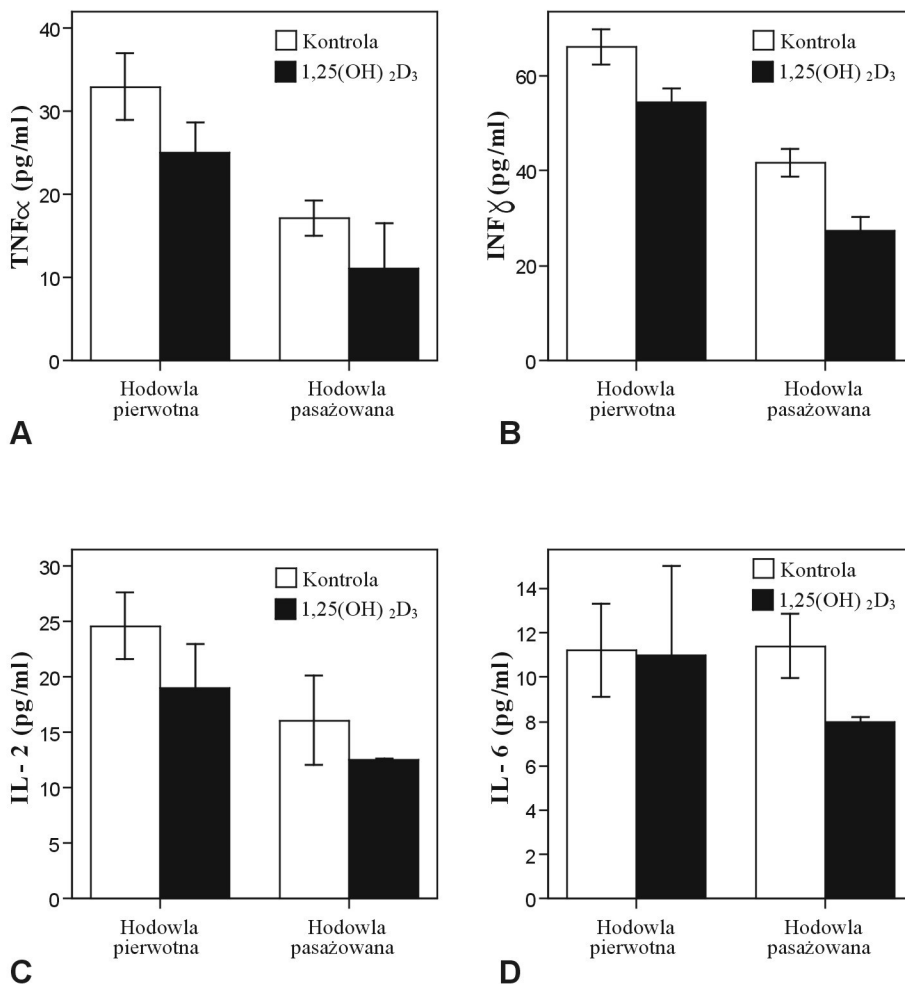 40
30
20
10
0
TNFα (pg/ml)
Kontrola
1,25(OH) ₂D₃
Hodowla
pierwotna
Hodowla
pasażowana
A
60
40
20
0
INFɣ (pg/ml)
Kontrola
1,25(OH) ₂D₃
Hodowla
pierwotna
Hodowla
pasażowana
B
30
25
20
15
10
5
0
IL - 2 (pg/ml)
Kontrola
1,25(OH) ₂D₃
Hodowla
pierwotna
Hodowla
pasażowana
C
14
12
10
8
6
4
2
0
IL - 6 (pg/ml)
Kontrola
1,25(OH) ₂D₃
Hodowla
pierwotna
Hodowla
pasażowana
D